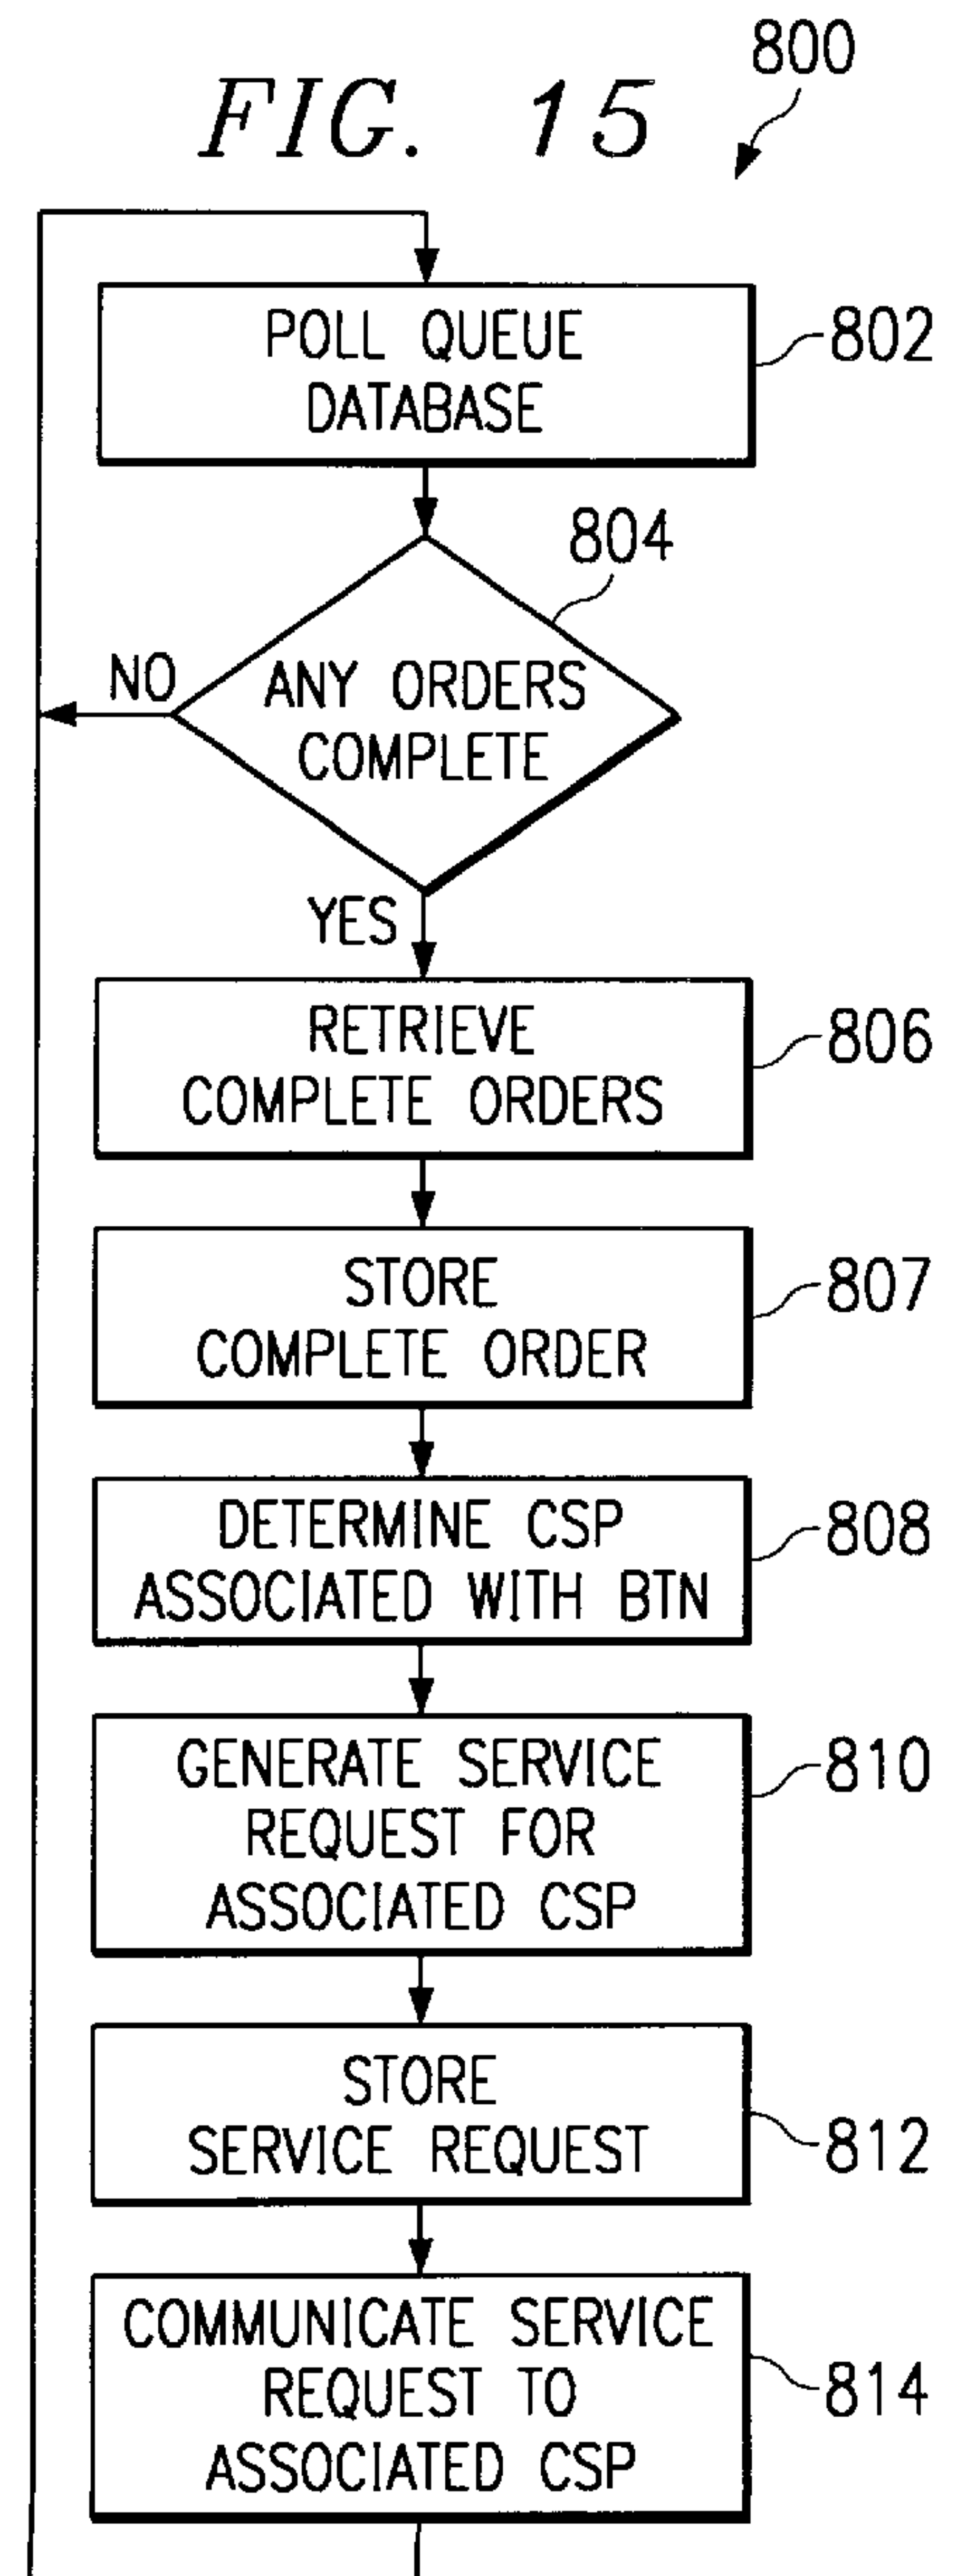 800
FIG. 15
POLL QUEUE
DATABASE
802
804
NO
ANY ORDERS
COMPLETE
YES
RETRIEVE
COMPLETE ORDERS
806
STORE
COMPLETE ORDER
807
DETERMINE CSP
ASSOCIATED WITH BTN
808
GENERATE SERVICE
REQUEST FOR
ASSOCIATED CSP
810
STORE
SERVICE REQUEST
812
COMMUNICATE SERVICE
REQUEST TO
ASSOCIATED CSP
814